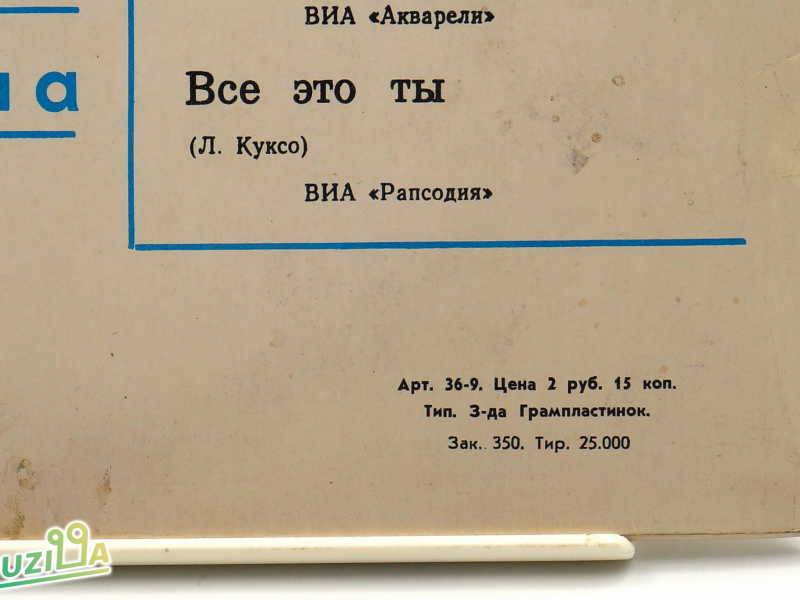 ВИА «Акварели»
Все это ты
(Л. Куксо)
ВИА «Рапсодия»
Арт. 36-9. Цена 2 руб. 15 коп.
Тип. З-да Грампластинок.
Зак.. 350. Тир. 25.000